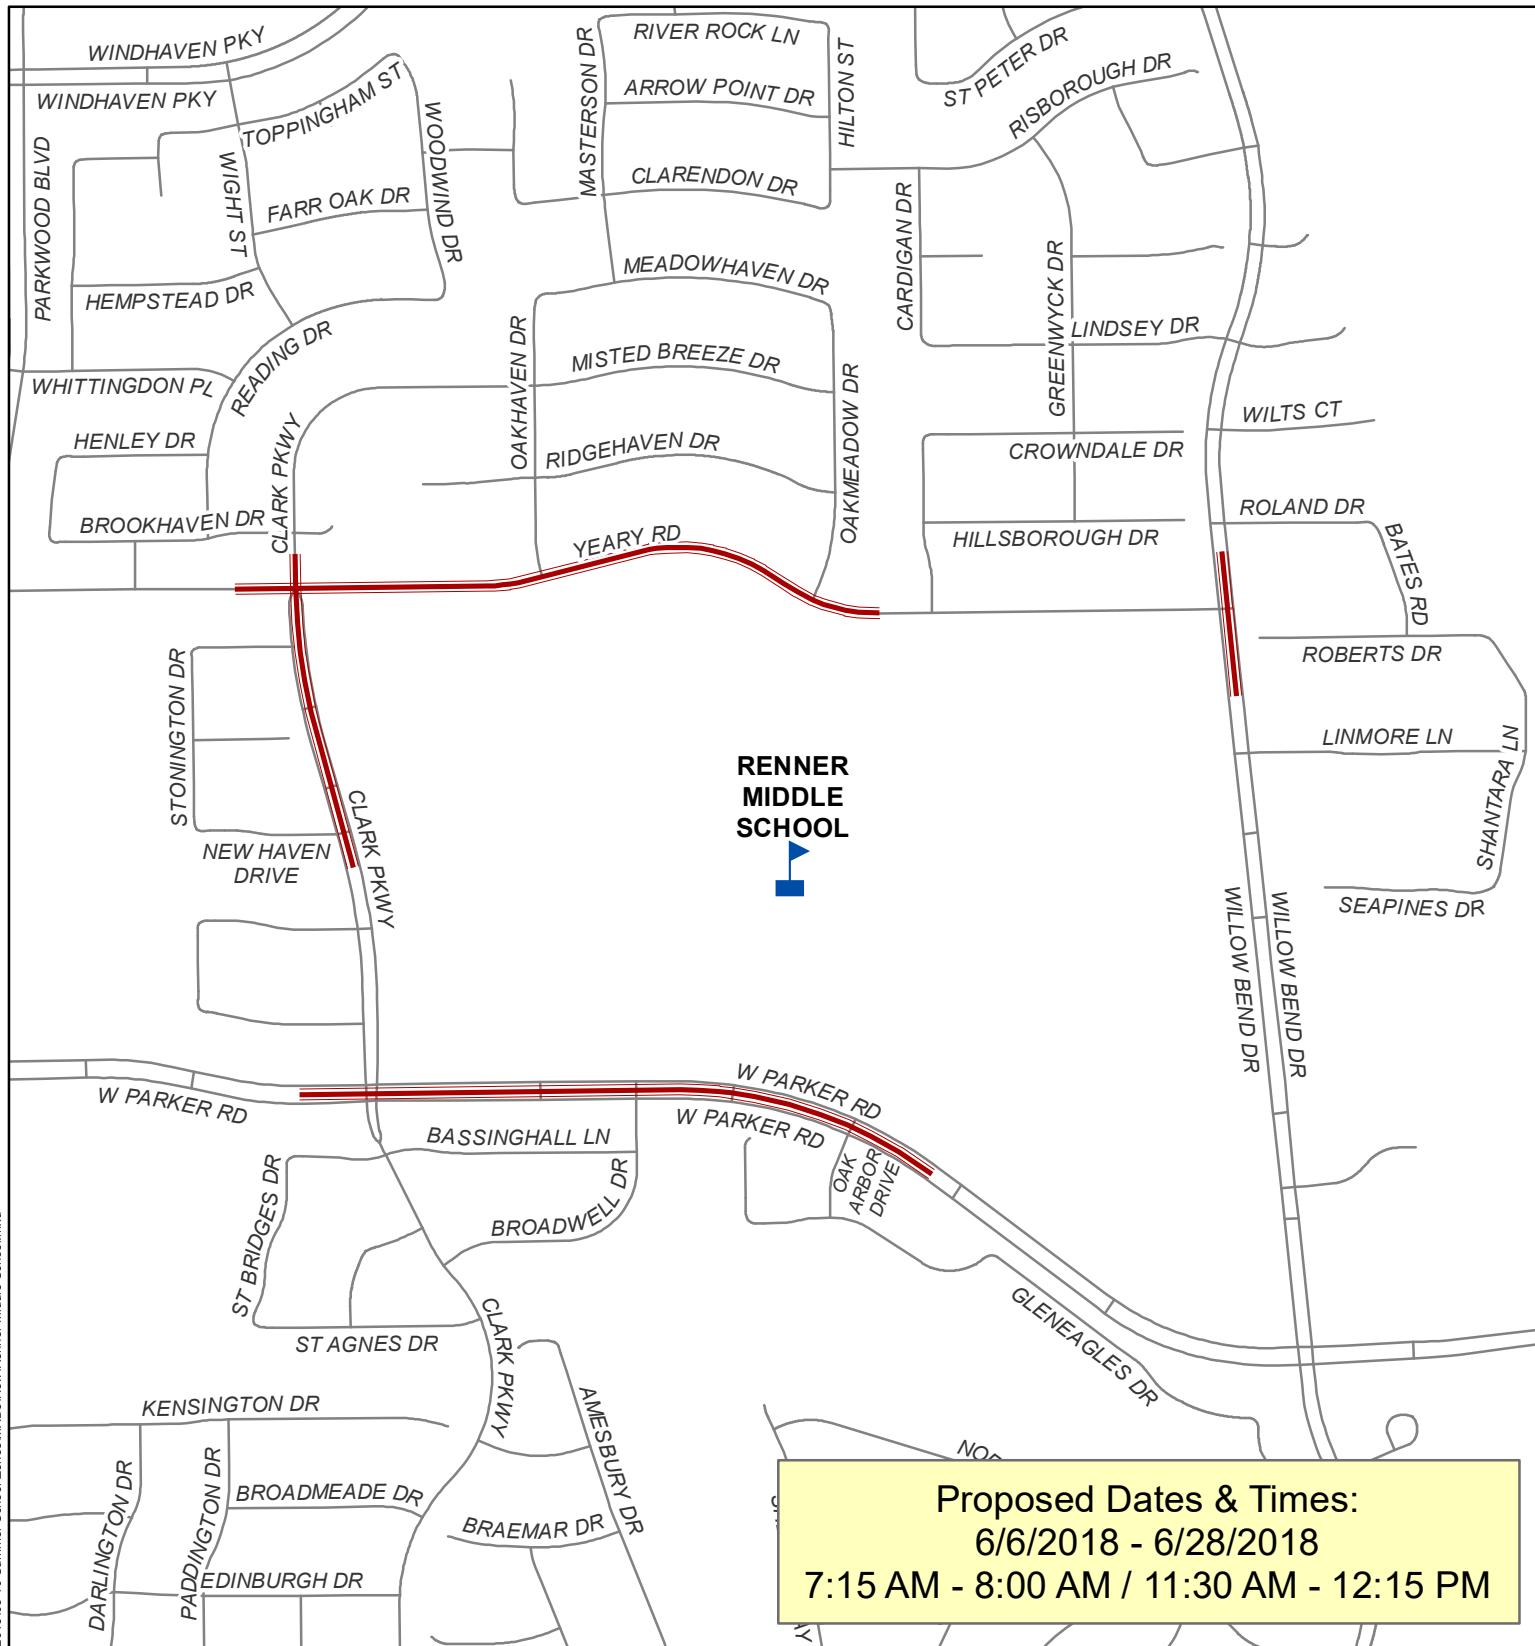 WINDHAVEN PKY
WINDHAVEN PKY
PARKWOOD BLVD
TOPPINGHAM ST
WIGHT ST
FARR OAK DR
WOODWIND DR
HEMPSTEAD DR
READING DR
WHITTINGDON PL
HENLEY DR
BROOKHAVEN DR
CLARK PKWY
MASTERSON DR
RIVER ROCK LN
ARROW POINT DR
HILTON ST
CLARENDON DR
MEADOWHAVEN DR
OAKHAVEN DR
MISTED BREEZE DR
RIDGEHAVEN DR
OAKMEADOW DR
YEARY RD
ST PETER DR
RISBOROUGH DR
CARDIGAN DR
GREENWYCK DR
LINDSEY DR
WILTS CT
CROWNDALE DR
HILLSBOROUGH DR
ROLAND DR
BATES RD
ROBERTS DR
LINMORE LN
SHANTARA LN
SEAPINES DR
STONINGTON DR
NEW HAVEN
DRIVE
CLARK PKWY
RENNER
MIDDLE
SCHOOL
WILLOW BEND DR
WILLOW BEND DR
W PARKER RD
W PARKER RD
W PARKER RD
BASSINGHALL LN
BROADWELL DR
ST BRIDGES DR
ST AGNES DR
OAK
ARBOR
DRIVE
GLENEAGLES DR
CLARK PKWY
KENSINGTON DR
AMESBURY DR
BROADMEADE DR
DARLINGTON DR
PADDINGTON DR
BRAEMAR DR
EDINBURGH DR
Proposed Dates & Times:
6/6/2018 - 6/28/2018
7:15 AM - 8:00 AM / 11:30 AM - 12:15 PM